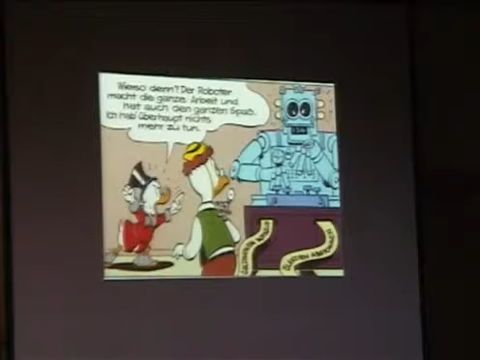 Wieso denn? Der Roboter
macht die ganze Arbeit und
hat auch den ganzen Spaß.
Ich hab überhaupt nichts
mehr zu tun.